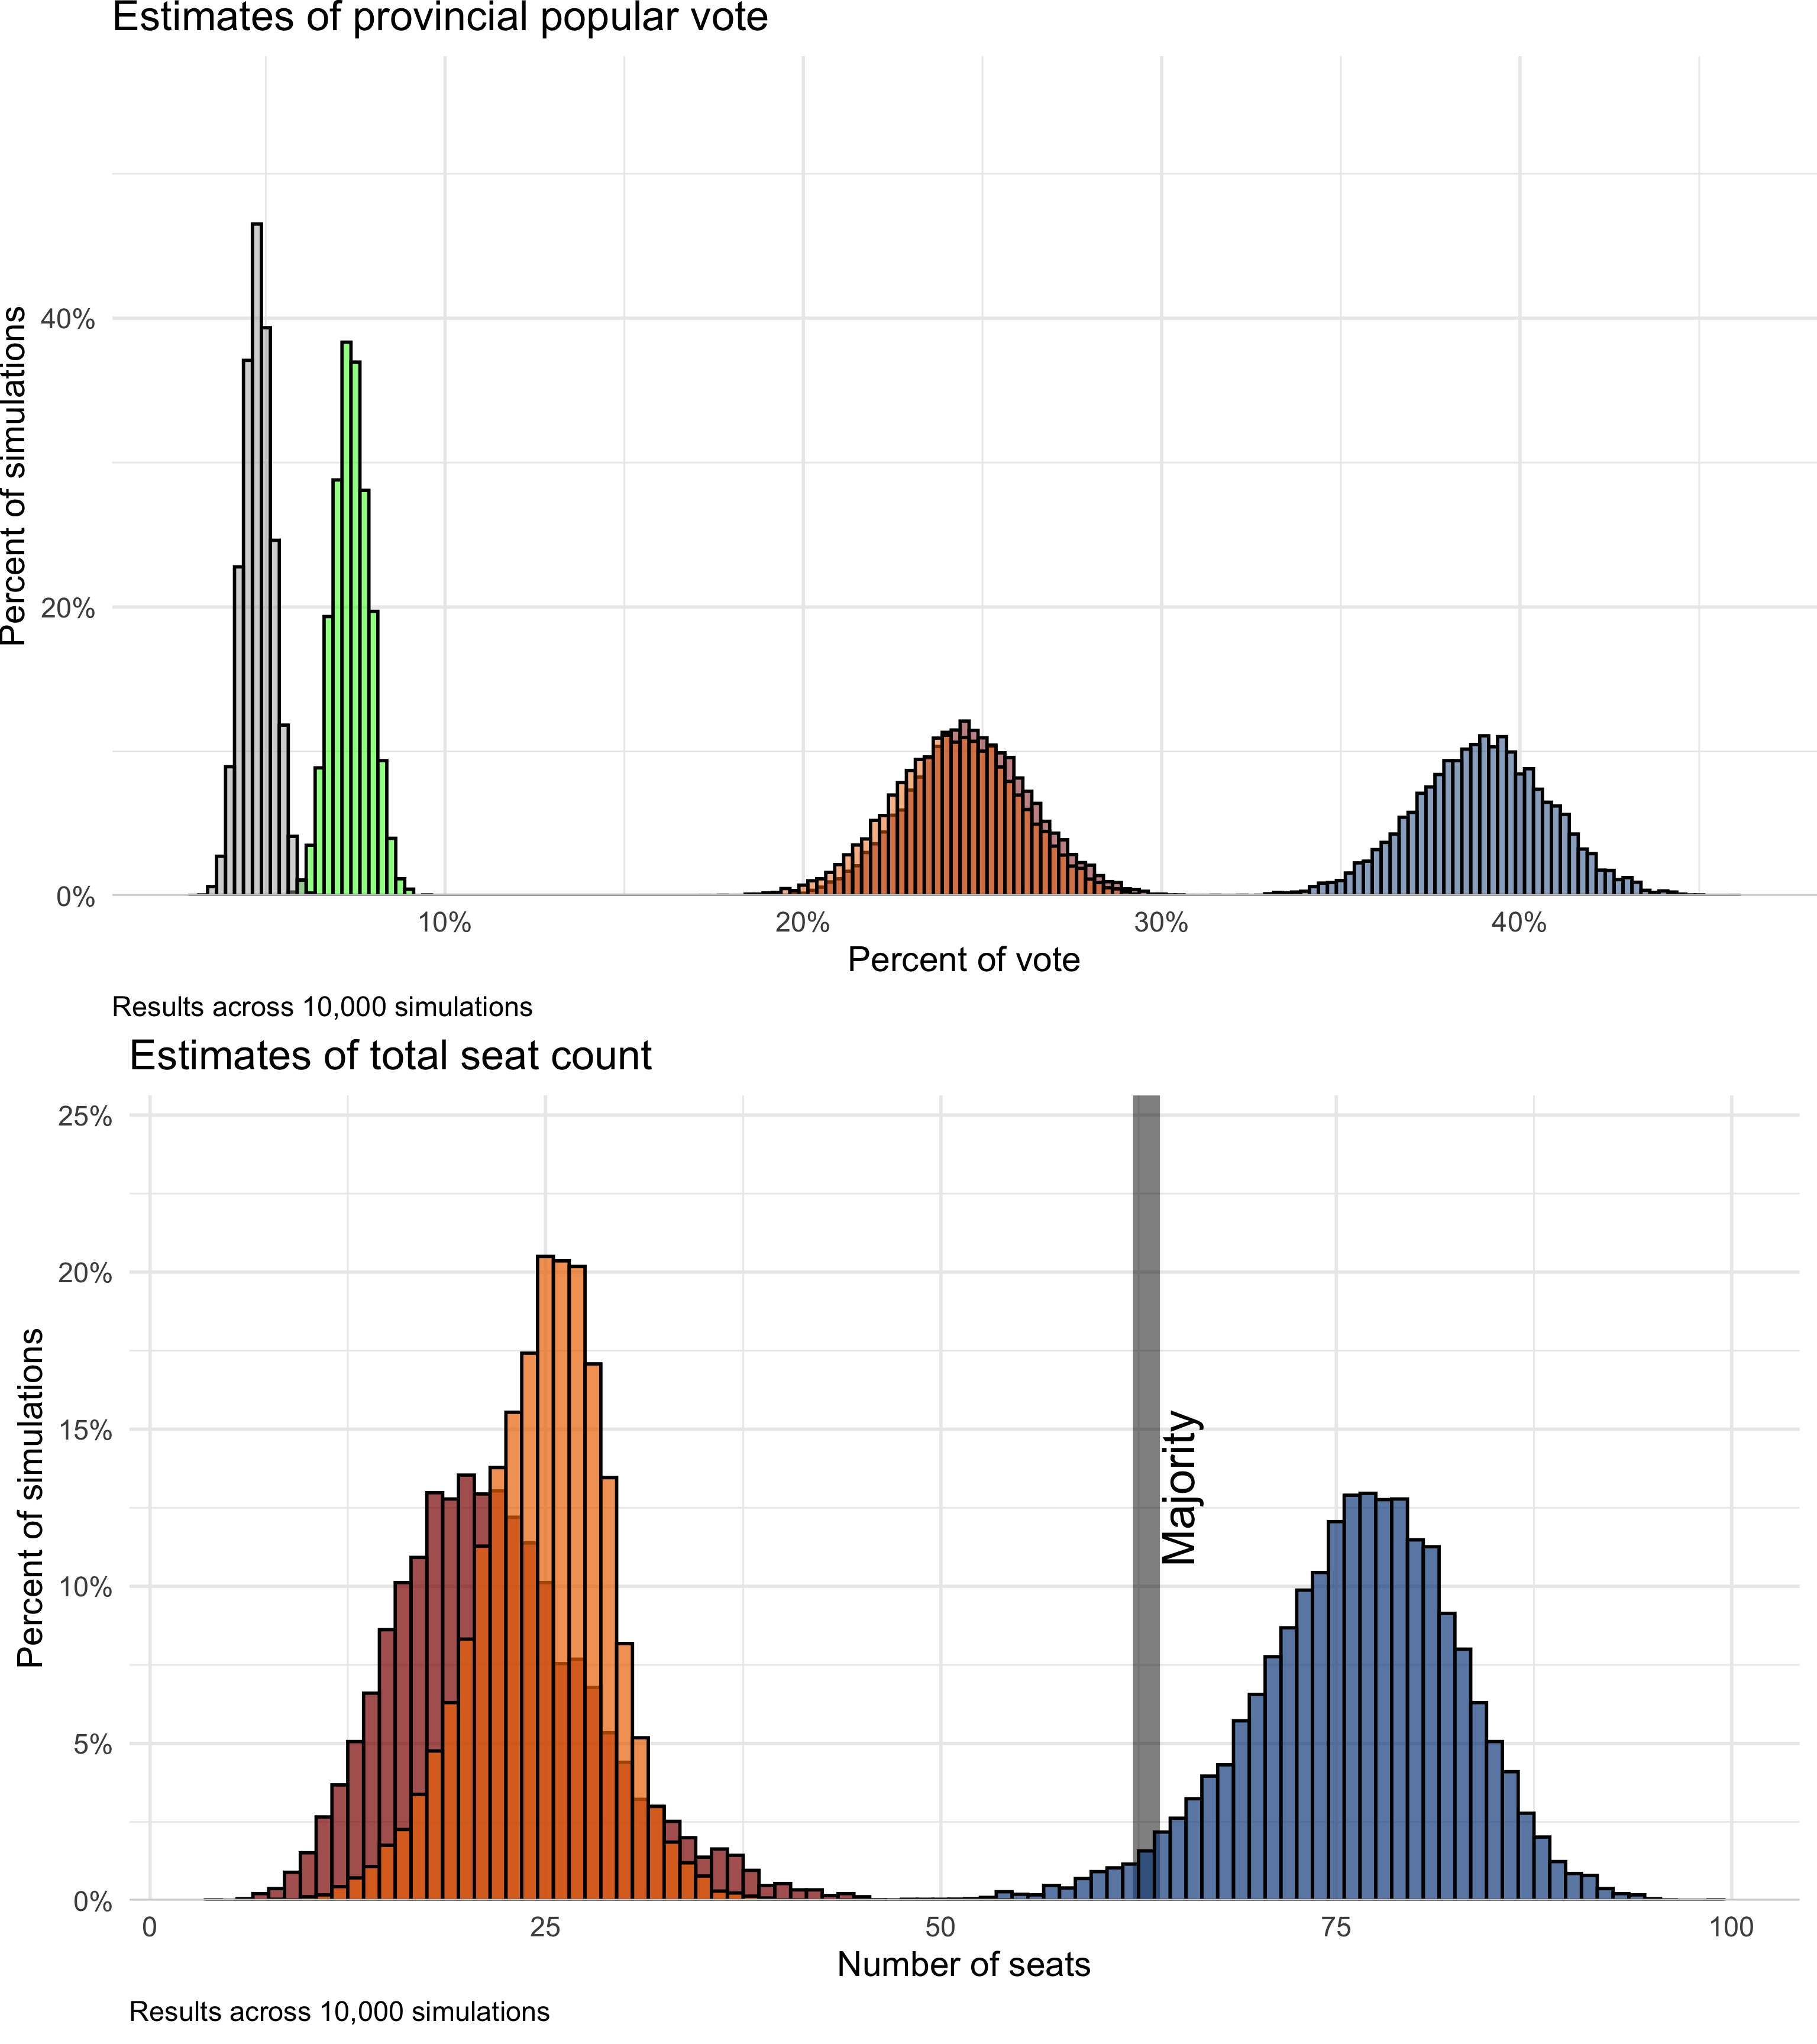 Estimates of provincial popular vote
Percent of simulations
40%
20%
0%
10%
20%
30%
40%
Percent of vote
Results across 10,000 simulations
Estimates of total seat count
Percent of simulations
25%
20%
15%
10%
5%
0%
Majority
0
25
50
75
100
Number of seats
Results across 10,000 simulations